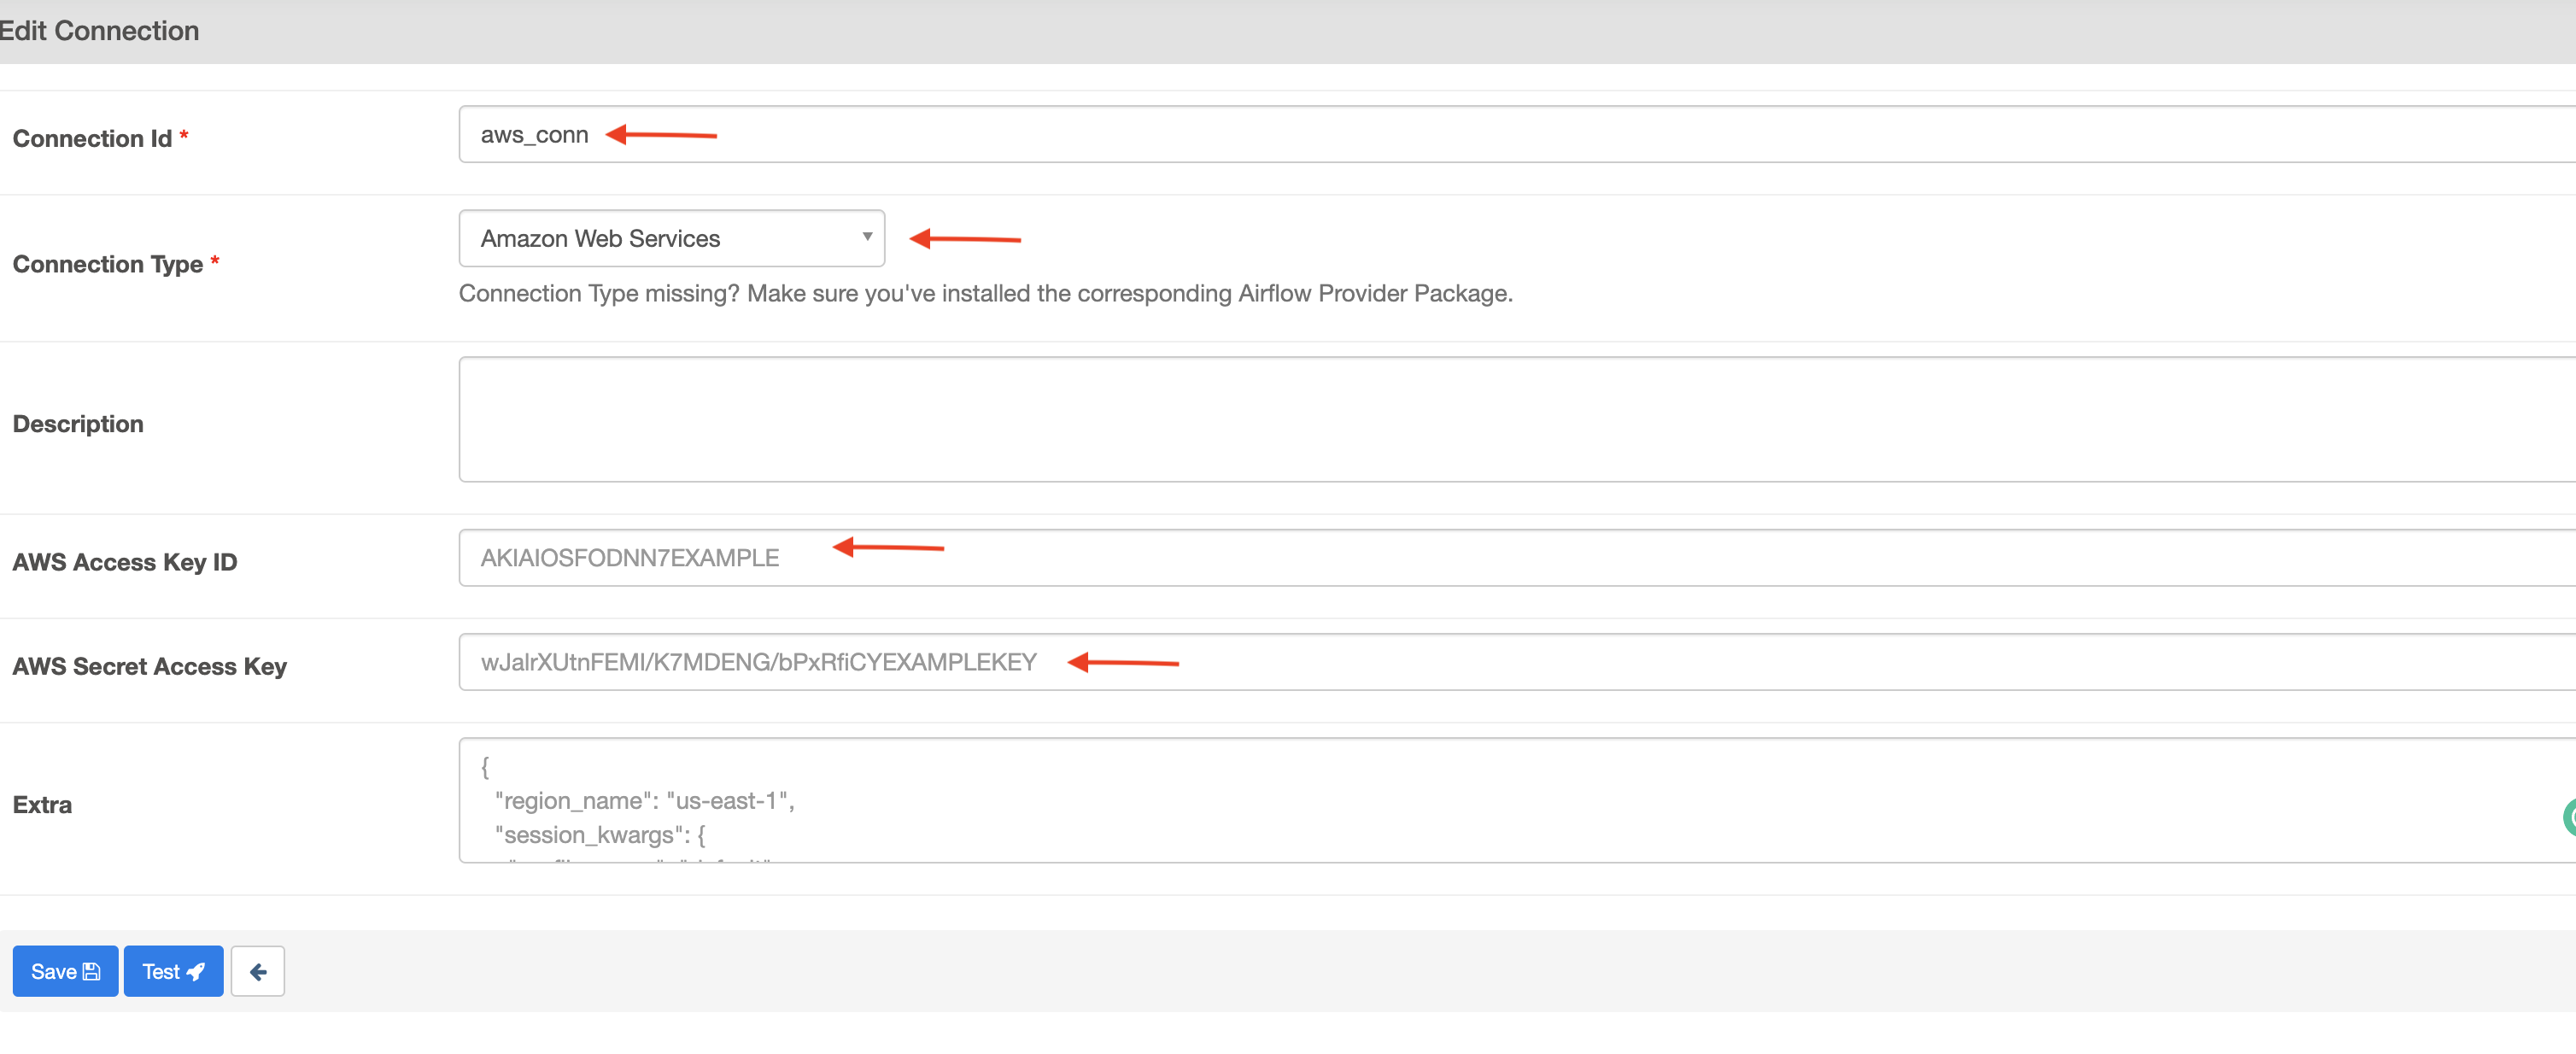 Edit Connection
Connection Id *
aws_conn
Connection Type *
Amazon Web Services
Connection Type missing? Make sure you've installed the corresponding Airflow Provider Package.
Description
AWS Access Key ID
AKIAIOSFODNN7EXAMPLE
AWS Secret Access Key
wJalrXUtnFEMI/K7MDENG/bPxRfiCYEXAMPLEKEY
Extra
{
"region_name": "us-east-1",
"session_kwargs": {
Save
Test